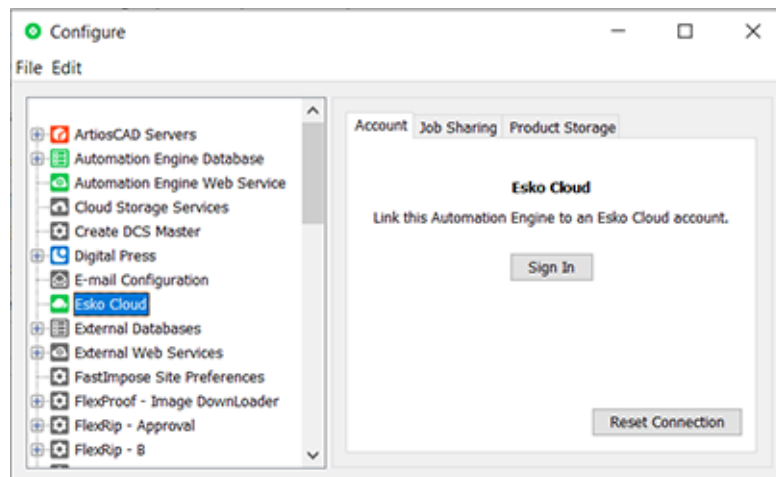 Configure
File Edit
ArtiosCAD Servers
Automation Engine Database
Automation Engine Web Service
Cloud Storage Services
Create DCS Master
Digital Press
E-mail Configuration
Esko Cloud
External Databases
External Web Services
FastImpose Site Preferences
FlexProof - Image DownLoader
FlexRip - Approval
FlexRip - B
Account Job Sharing Product Storage
Esko Cloud
Link this Automation Engine to an Esko Cloud account.
Sign In
Reset Connection